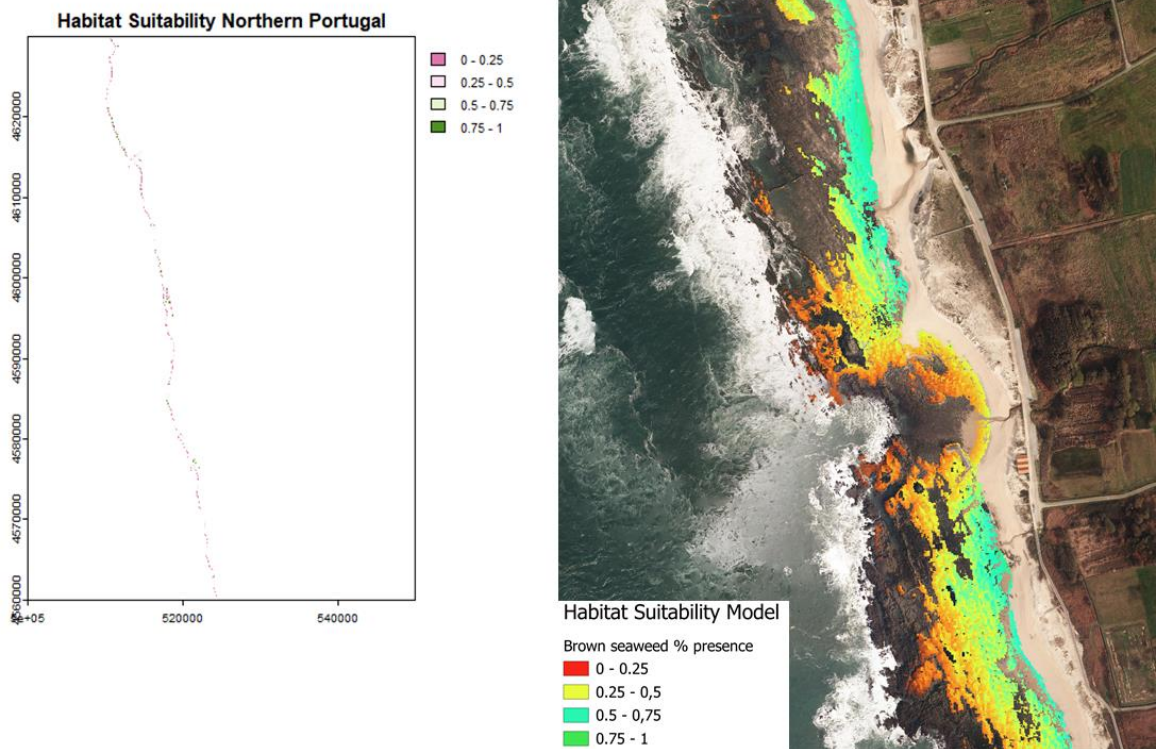 Habitat Suitability Northern Portugal
0 - 0.25
0.25 - 0.5
0.5 - 0.75
0.75 - 1
4620000
4610000
4600000
4590000
4580000
4570000
4560000
520000
540000
Habitat Suitability Model
Brown seaweed % presence
0 - 0.25
0.25 - 0,5
0.5 - 0,75
0.75 - 1